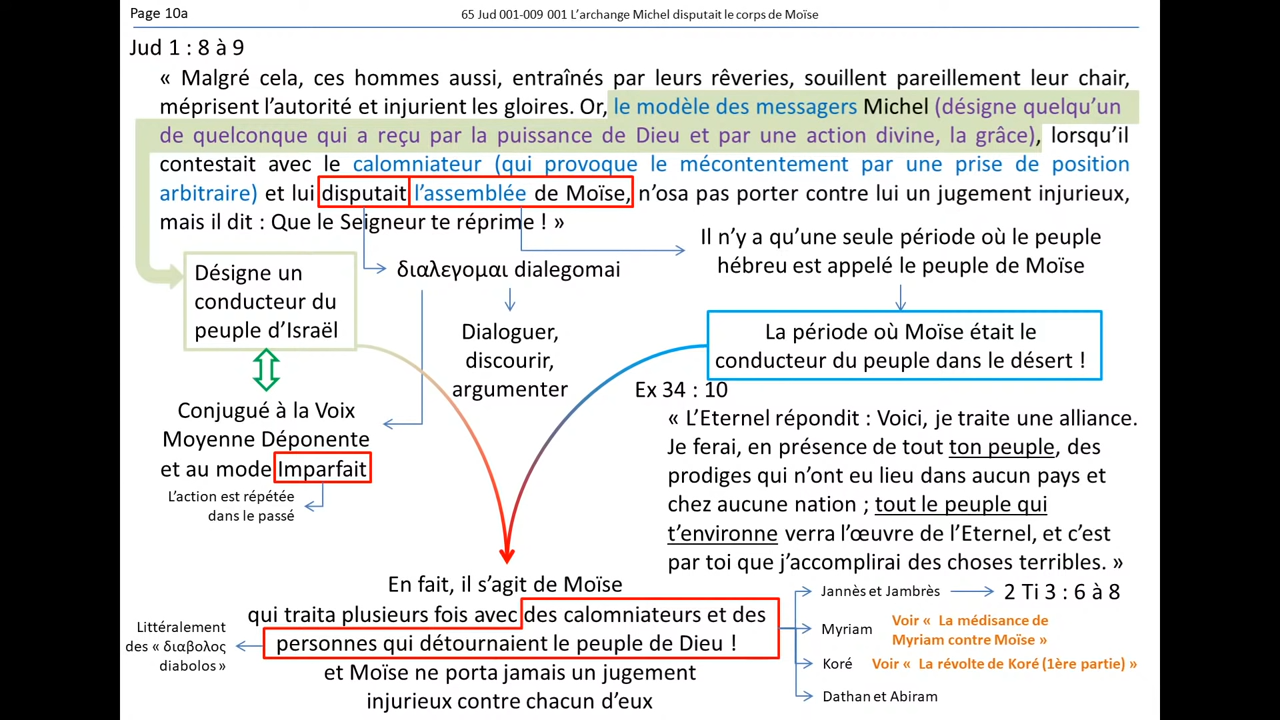 Page 10a
65 Jud 001-009 001 L’archange Michel disputait le corps de Moïse
Jud 1 : 8 à 9
« Malgré cela, ces hommes aussi, entraînés par leurs rêveries, souillent pareillement leur chair,
méprisent l’autorité et injurient les gloires. Or, le modèle des messagers Michel (désigne quelqu’un
de quelconque qui a reçu par la puissance de Dieu et par une action divine, la grâce), lorsqu’il
contestait avec le calomniateur (qui provoque le mécontentement par une prise de position
arbitraire) et lui disputait l’assemblée de Moïse, n’osa pas porter contre lui un jugement injurieux,
mais il dit : Que le Seigneur te réprime ! »
Il n’y a qu’une seule période où le peuple
hébreu est appelé le peuple de Moïse
Désigne un
conducteur du
peuple d’Israël
διαλεγομαι dialegomai
Dialoguer,
discourir,
argumenter
La période où Moïse était le
conducteur du peuple dans le désert !
Conjugué à la Voix
Moyenne Déponente
et au mode Imparfait
L’action est répétée
dans le passé
Ex 34 : 10
« L’Eternel répondit : Voici, je traite une alliance.
Je ferai, en présence de tout ton peuple, des
prodiges qui n’ont eu lieu dans aucun pays et
chez aucune nation ; tout le peuple qui
t’environne verra l’œuvre de l’Eternel, et c’est
par toi que j’accomplirai des choses terribles. »
En fait, il s’agit de Moïse
qui traita plusieurs fois avec des calomniateurs et des
personnes qui détournaient le peuple de Dieu !
et Moïse ne porta jamais un jugement
injurieux contre chacun d’eux
Littéralement
des « διαβολος
diabolos »
Jannès et Jambrès
2 Ti 3 : 6 à 8
Myriam
Voir « La médisance de
Myriam contre Moïse »
Koré
Voir « La révolte de Koré (1ère partie) »
Dathan et Abiram